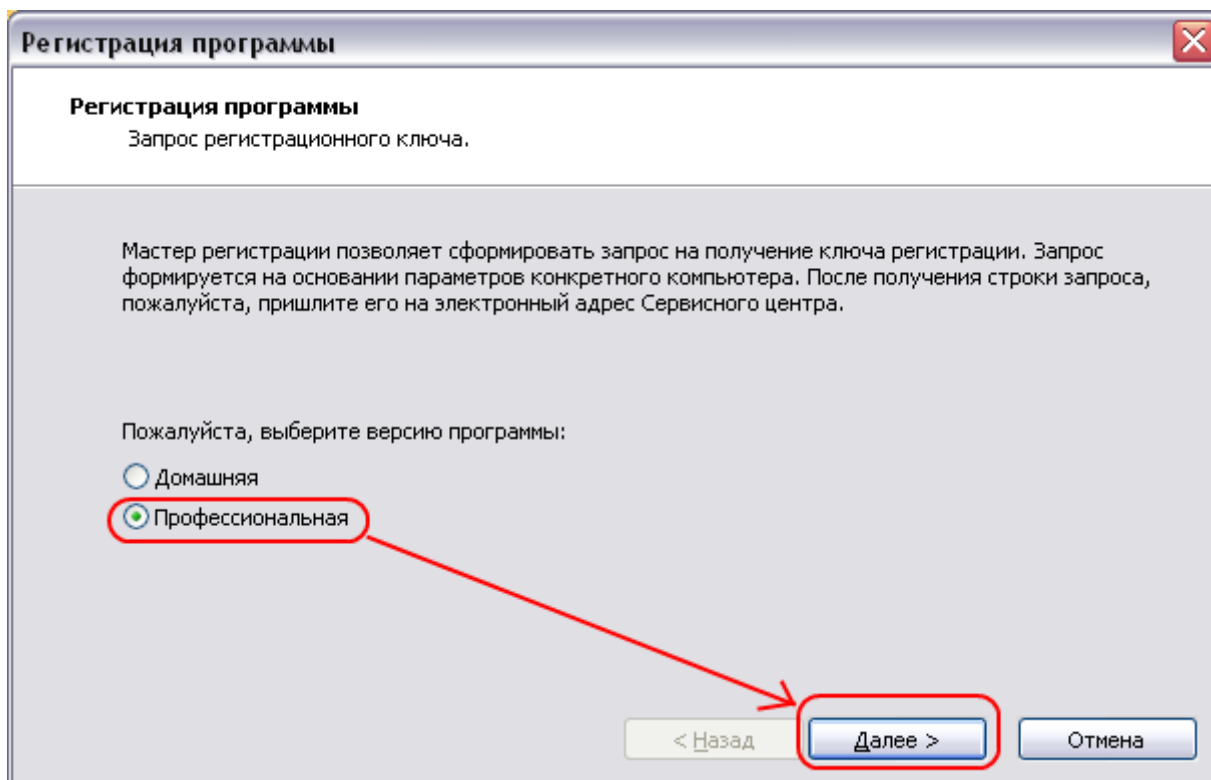 Регистрация программы
Регистрация программы
Запрос регистрационного ключа.
Мастер регистрации позволяет сформировать запрос на получение ключа регистрации. Запрос
формируется на основании параметров конкретного компьютера. После получения строки запроса,
пожалуйста, пришлите его на электронный адрес Сервисного центра.
Пожалуйста, выберите версию программы:
Домашняя
Профессиональная
< Назад Далее > Отмена